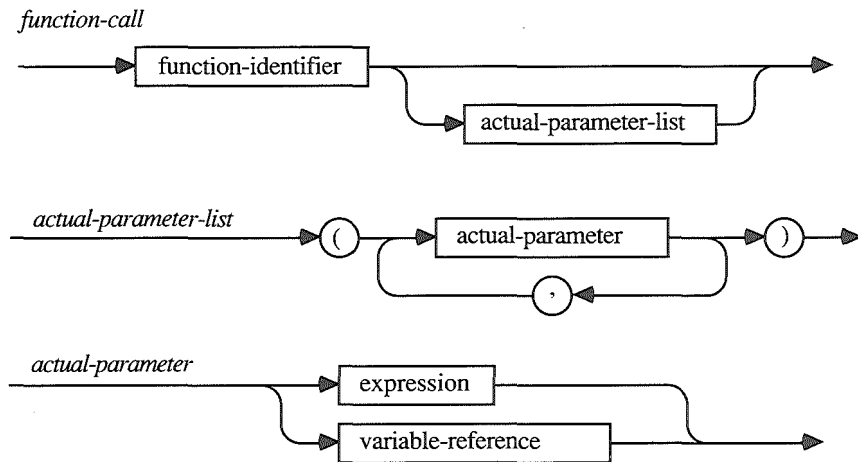 function-call
function-identifier
actual-parameter-list
actual-parameter-list
( actual-parameter )
,
actual-parameter
expression
variable-reference